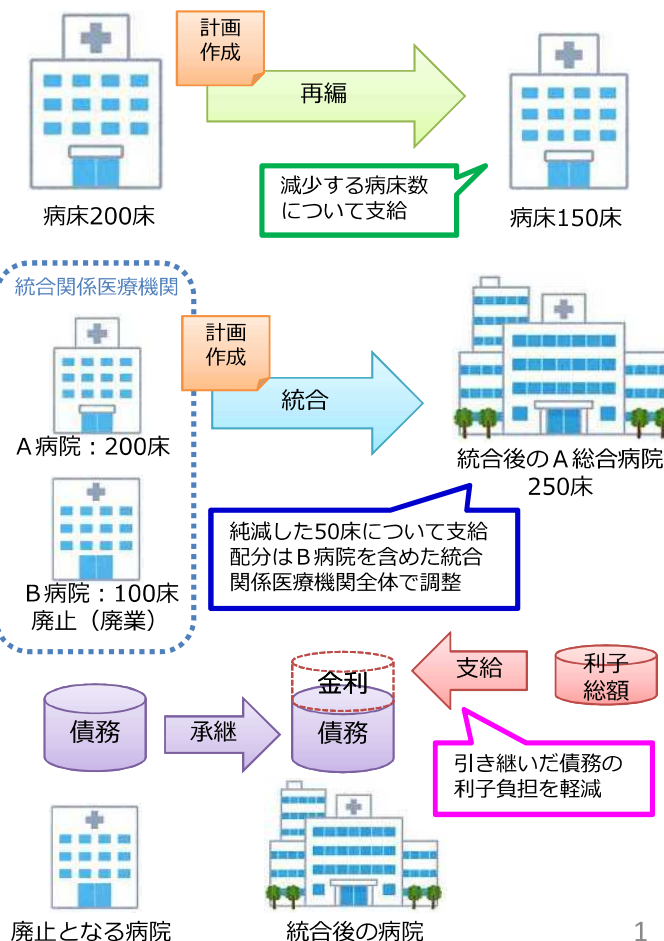 計画
作成
再編
減少する病床数
について支給
病床200床
病床150床
統合関係医療機関
計画
作成
統合
A病院：200床
統合後のA総合病院
250床
純減した50床について支給
配分はB病院を含めた統合
関係医療機関全体で調整
B病院：100床
廃止（廃業）
債務
承継
金利
債務
支給
利子
総額
引き継いだ債務の
利子負担を軽減
廃止となる病院
統合後の病院
1